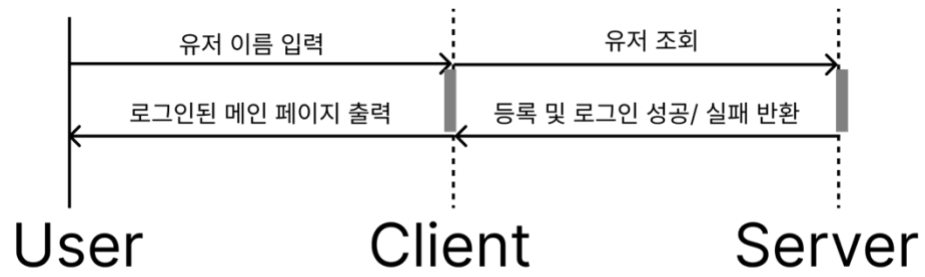 유저 이름 입력
유저 조회
로그인된 메인 페이지 출력
등록 및 로그인 성공/ 실패 반환
User
Client
Server